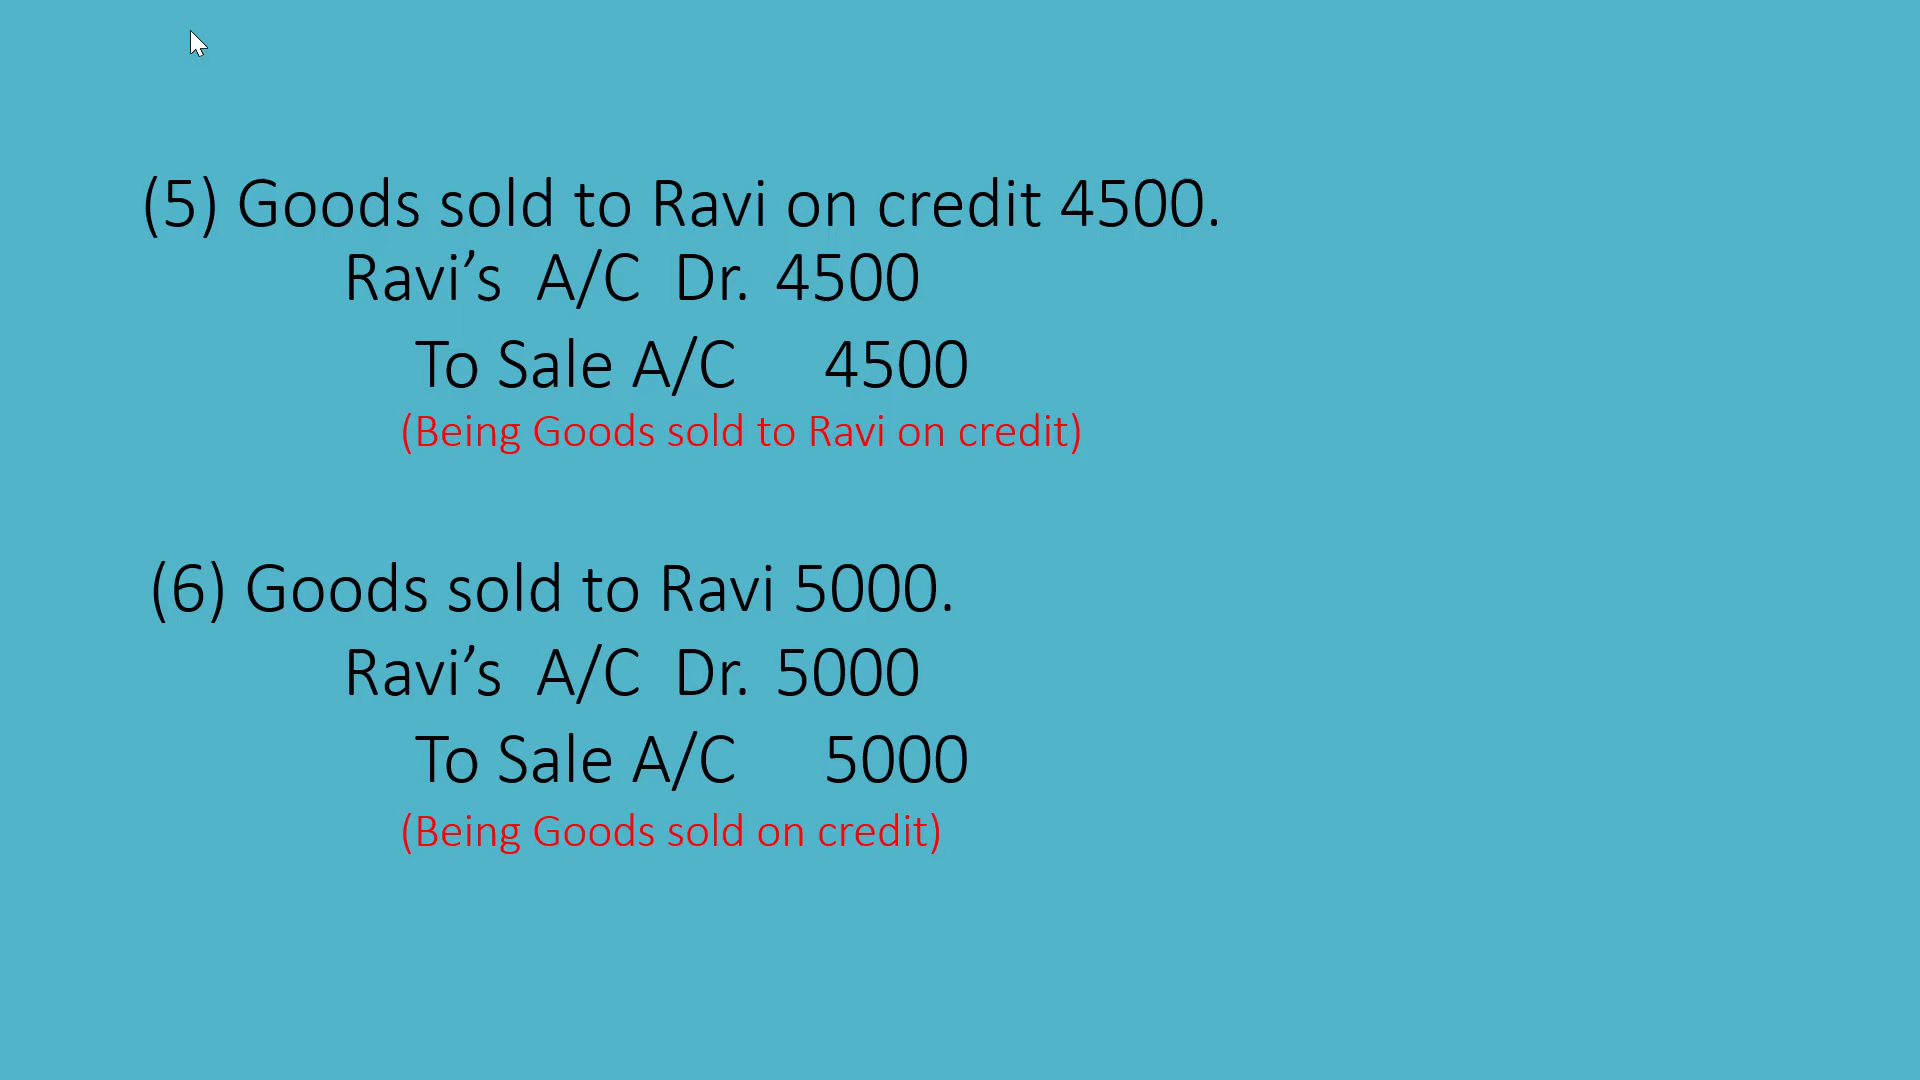 (5) Goods sold to Ravi on credit 4500.
Ravi’s A/C Dr. 4500
To Sale A/C 4500
(Being Goods sold to Ravi on credit)
(6) Goods sold to Ravi 5000.
Ravi’s A/C Dr. 5000
To Sale A/C 5000
(Being Goods sold on credit)